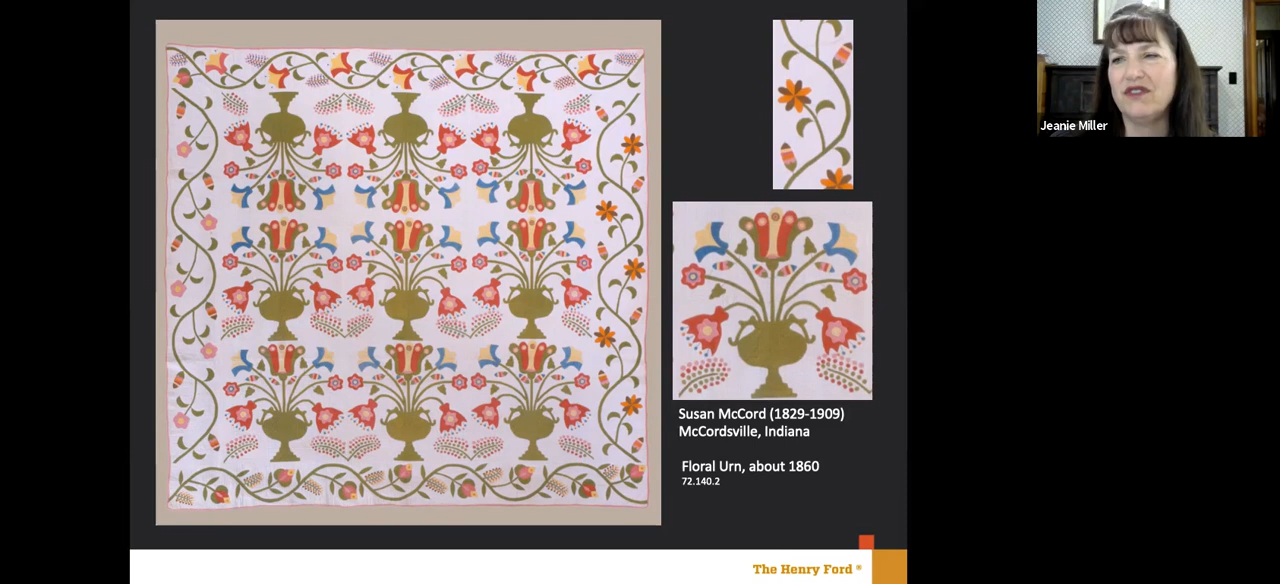 Jeanie Miller
Susan McCord (1829-1909)
McCordsville, Indiana
Floral Urn, about 1860
72.140.2
The Henry Ford